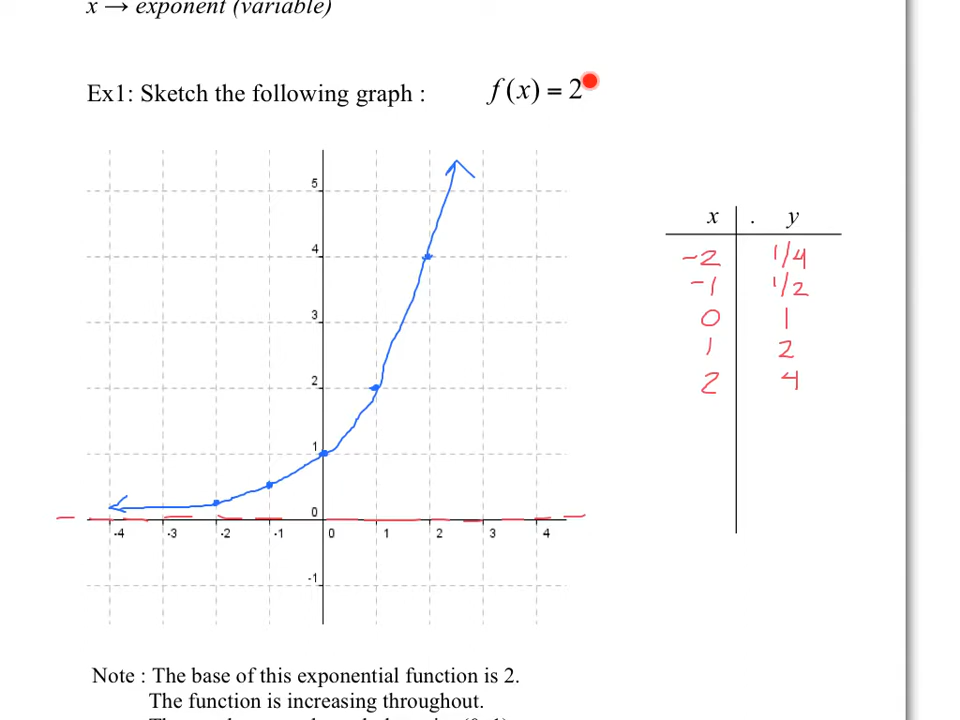 x → exponent (variable)
Ex1: Sketch the following graph : f(x) = 2
5
4
3
2
1
0
-4 -3 -2 -1 0 1 2 3 4
-1
x . y
-2 1/4
-1 1/2
0 1
1 2
2 4
Note : The base of this exponential function is 2.
The function is increasing throughout.